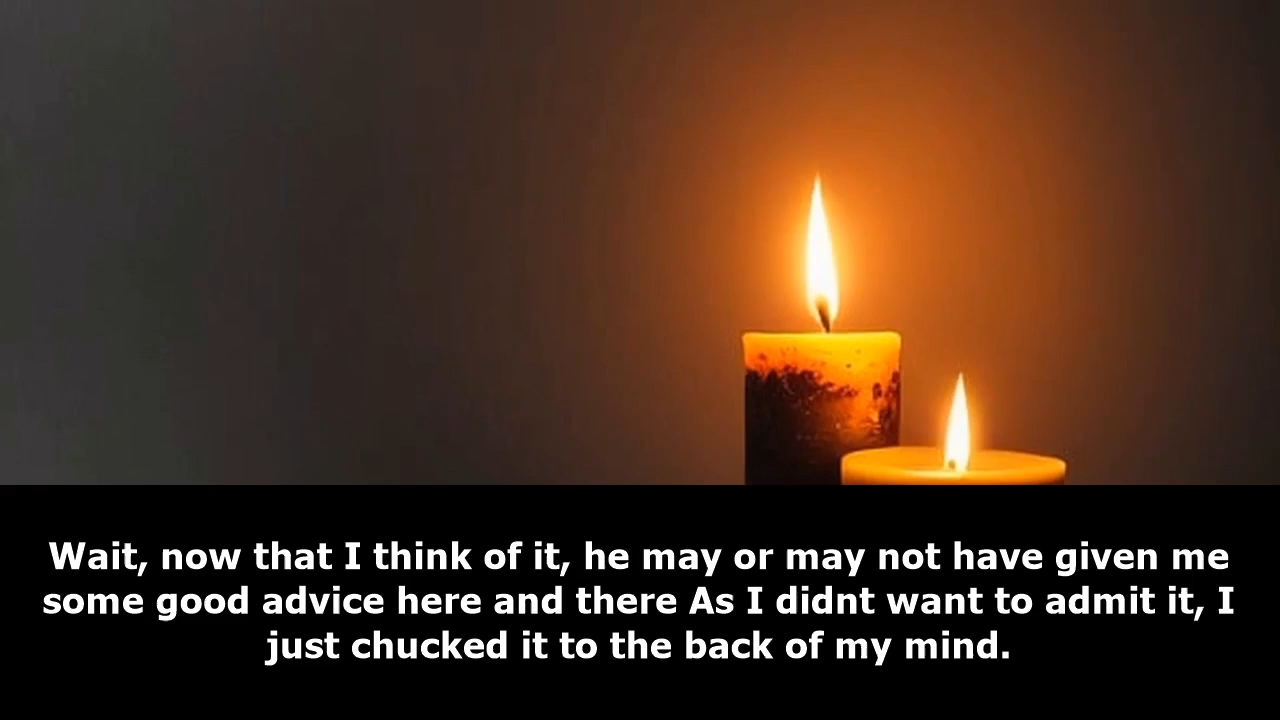 Wait, now that I think of it, he may or may not have given me
some good advice here and there As I didnt want to admit it, I
just chucked it to the back of my mind.